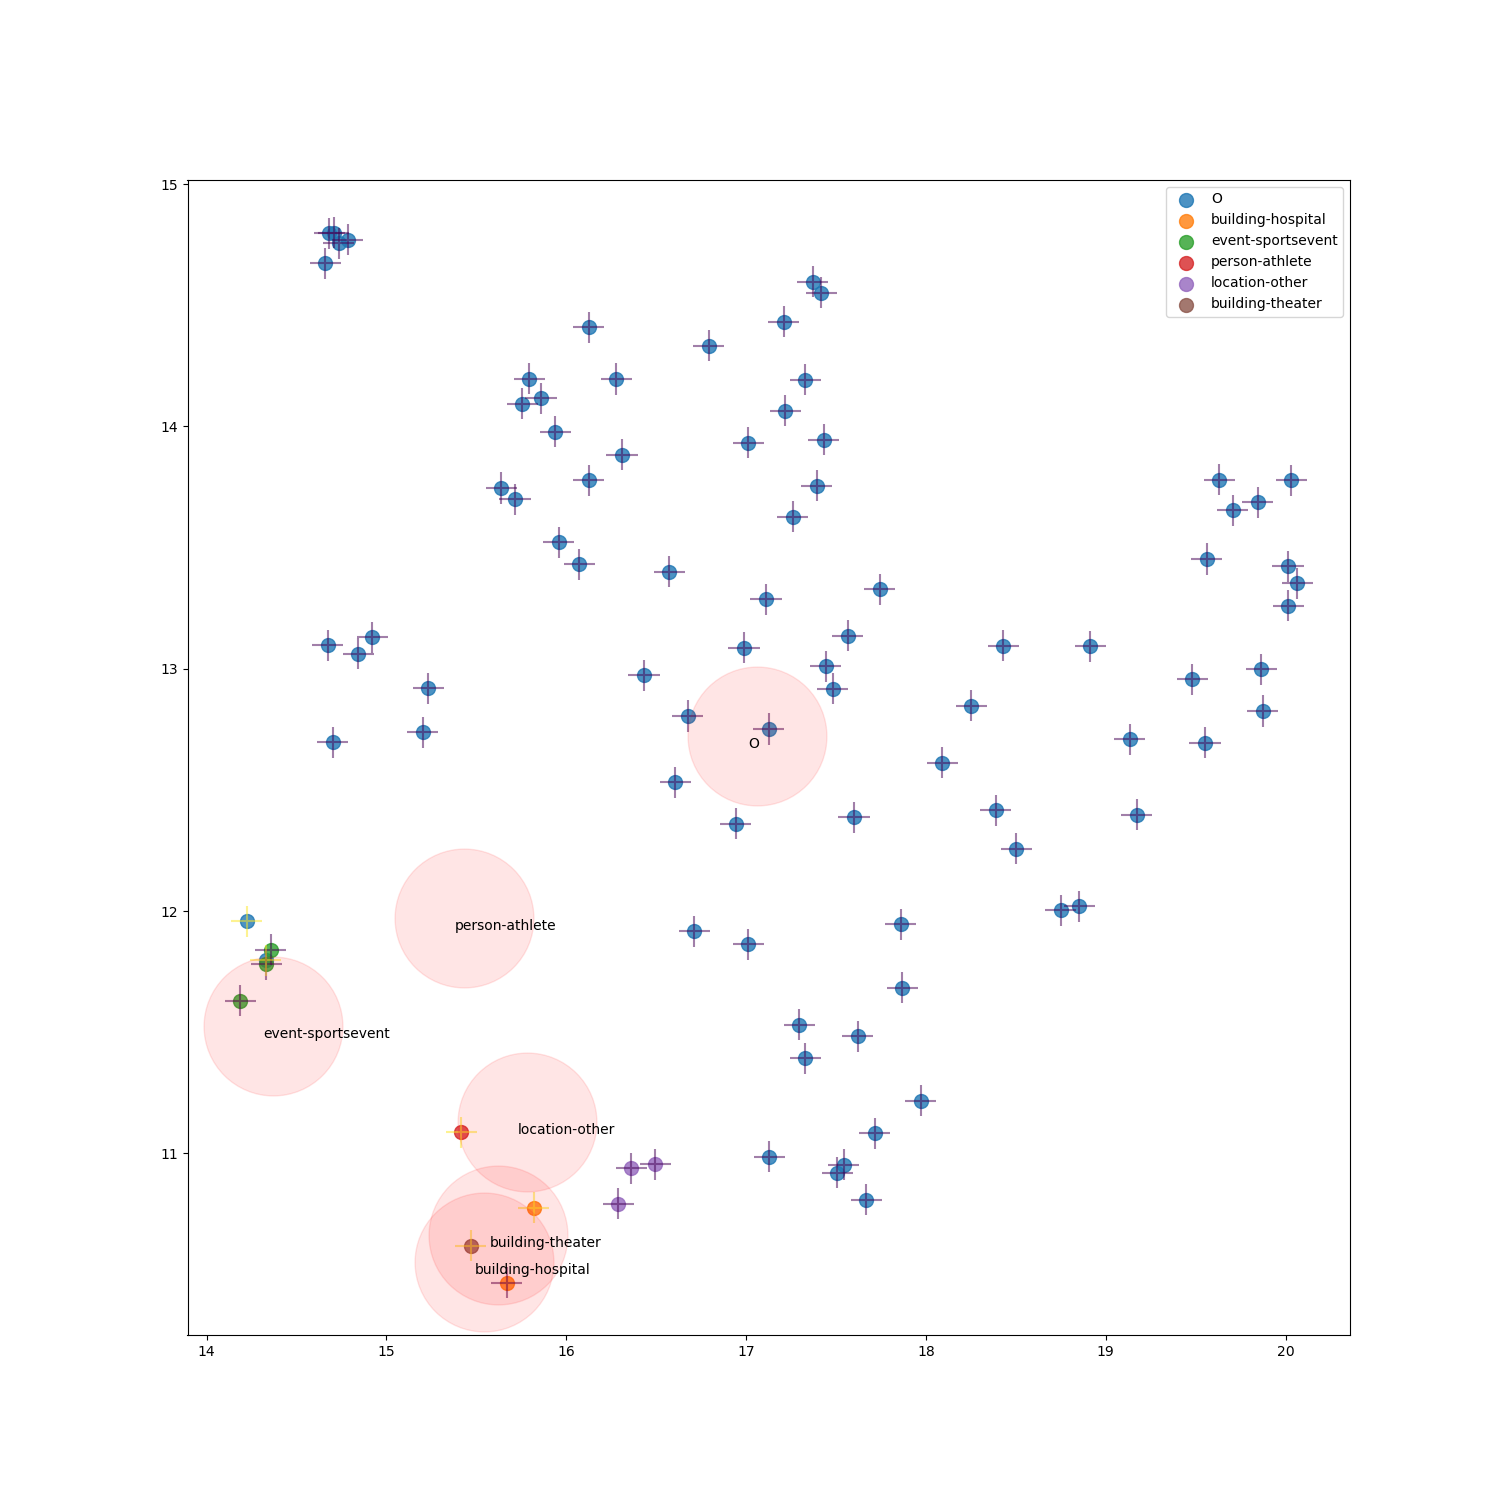 15
O
building-hospital
event-sportsevent
person-athlete
location-other
building-theater
14
13
O
12
person-athlete
event-sportsevent
location-other
11
building-theater
building-hospital
14 15 16 17 18 19 20